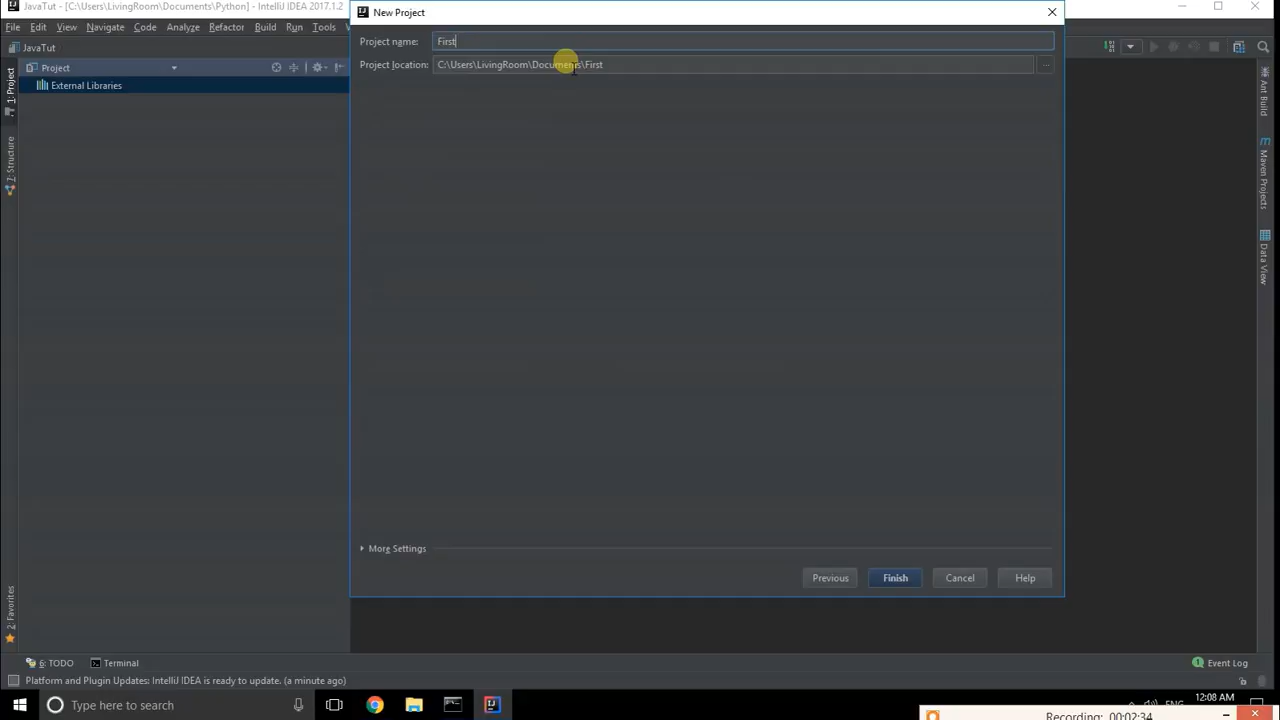 JavaTut - [C:\Users\LivingRoom\Documents\Python] - IntelliJ IDEA 2017.1.2
New Project
File Edit View Navigate Code Analyze Refactor Build Run Tools
Project name: First
JavaTut
Project location: C:\Users\LivingRoom\Documents\First
...
Project
External Libraries
1: Project
7: Structure
2: Favorites
Ant Build
Maven Projects
Data View
More Settings
Previous Finish Cancel Help
6: TODO Terminal
Event Log
Platform and Plugin Updates: IntelliJ IDEA is ready to update. (a minute ago)
Type here to search
12:08 AM
ENG
Recording: 00:02:34